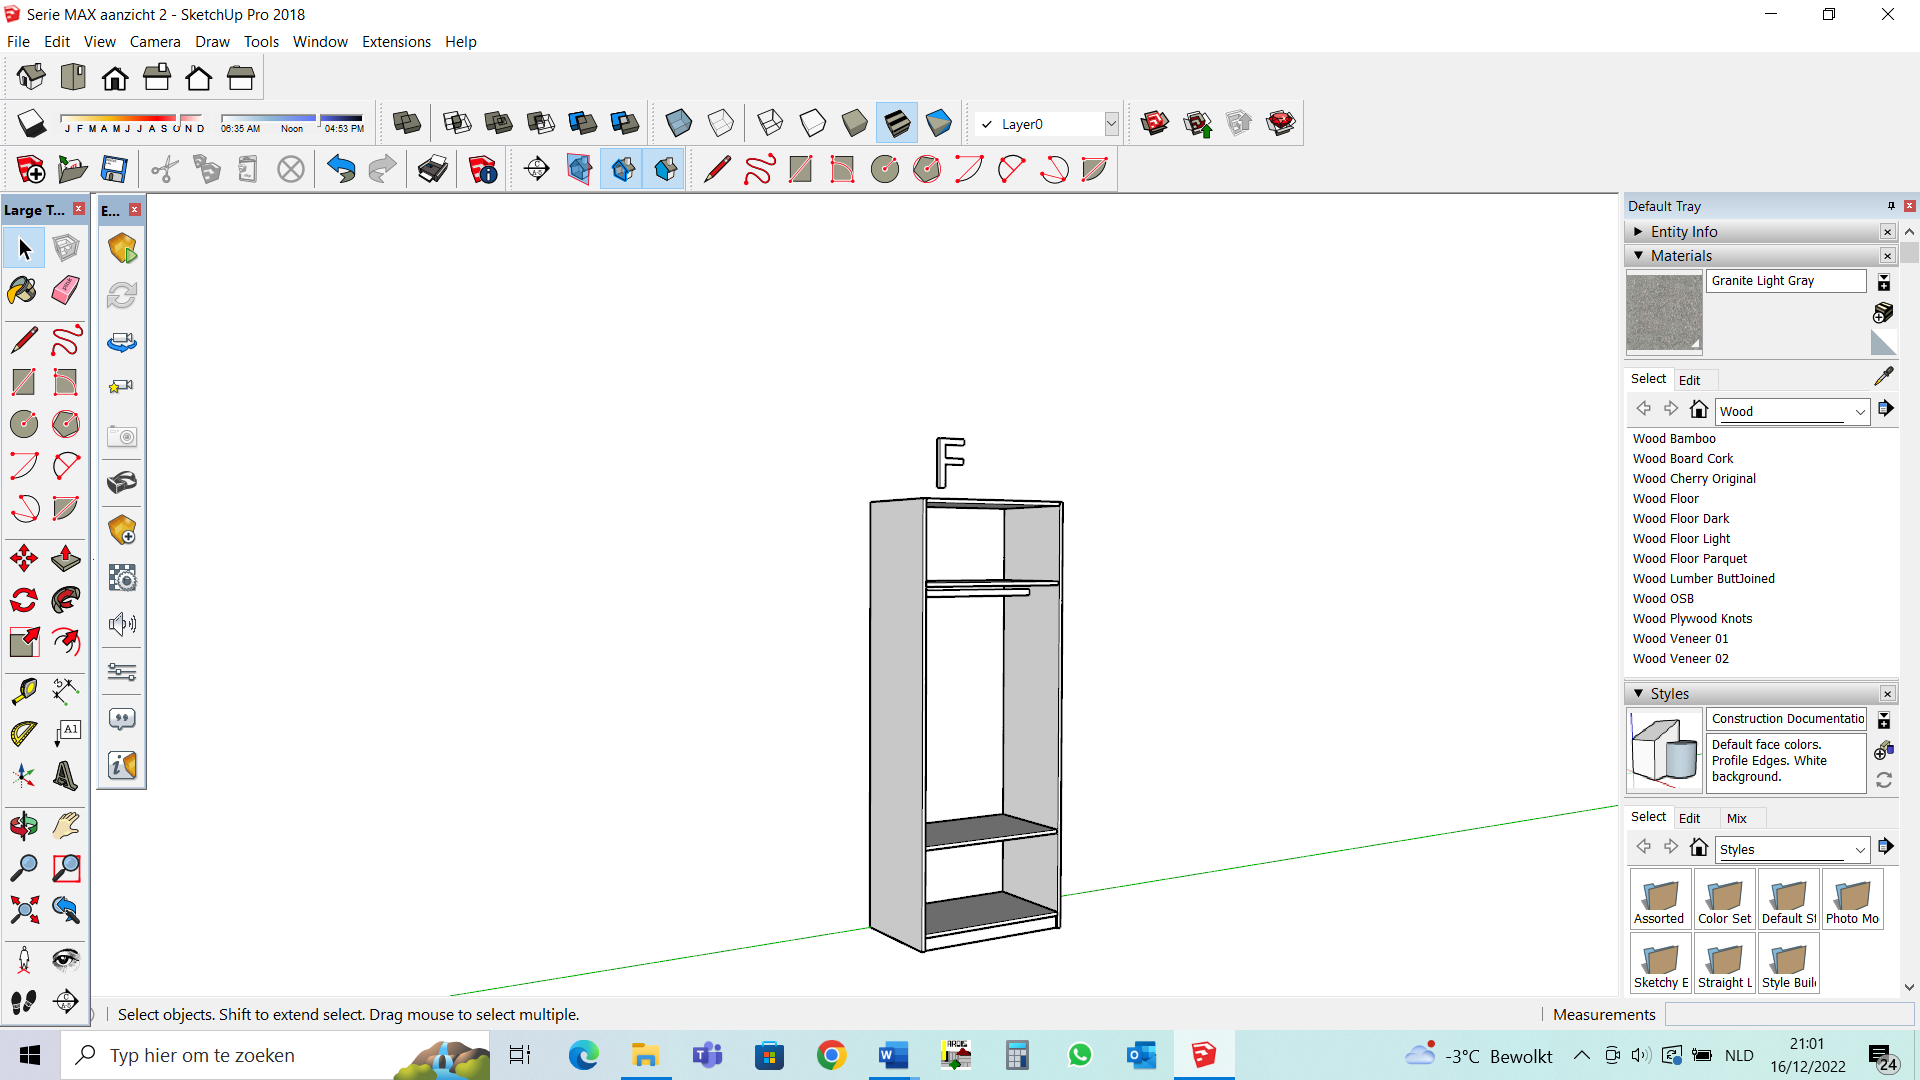 Serie MAX aanzicht 2 - SketchUp Pro 2018
File Edit View Camera Draw Tools Window Extensions Help
J F M A M J J A S O N D
06:35 AM Noon 04:53 PM
Layer0
Large T...
E...
A1
F
Default Tray
Entity Info
Materials
Granite Light Gray
Select Edit
Wood
Wood Bamboo
Wood Board Cork
Wood Cherry Original
Wood Floor
Wood Floor Dark
Wood Floor Light
Wood Floor Parquet
Wood Lumber ButtJoined
Wood OSB
Wood Plywood Knots
Wood Veneer 01
Wood Veneer 02
Styles
Construction Documentatio
Default face colors.
Profile Edges. White
background.
Select Edit Mix
Styles
Assorted Color Set Default St Photo Mo
Sketchy E Straight L Style Buil
Select objects. Shift to extend select. Drag mouse to select multiple.
Measurements
Typ hier om te zoeken
-3°C Bewolkt
NLD
21:01
16/12/2022
24